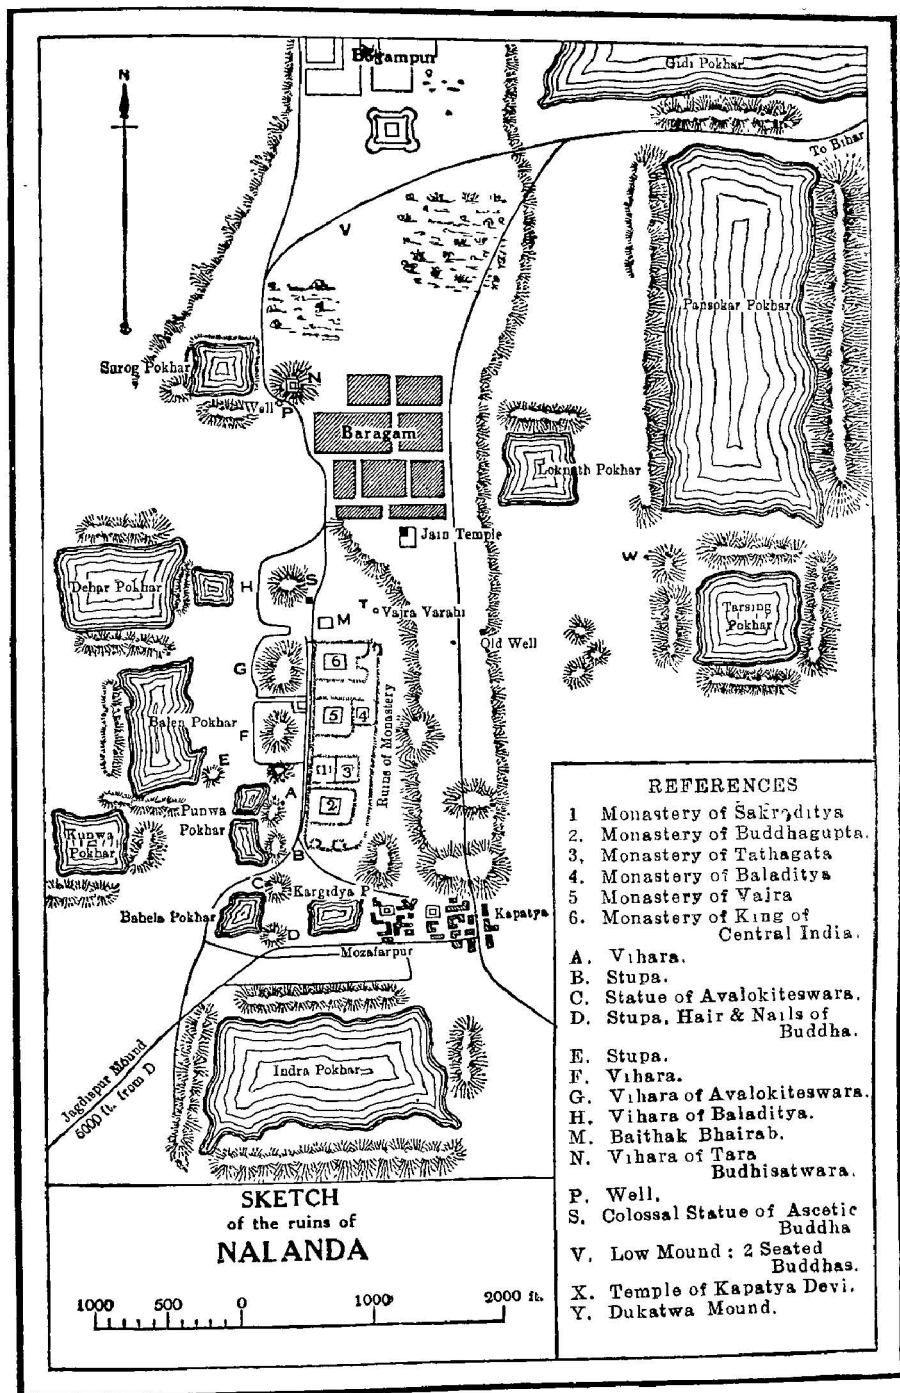 Begampur
Gidi Pokhar
N
To Bihar
V
Pansokar Pokhar
Surog Pokhar
N
Well
P
Baragam
Loknath Pokhar
Jain Temple
W
Dehar Pokhar
H
S
T
Vajra Varahi
M
Tarsing
Pokhar
Old Well
G
6
Balen Pokhar
5
4
F
Ruins of Monastery
E
(1)
3
A
2
Punwa
Pokhar
Kunwa
Pokhar
B
C
Kargidya P.
Babela Pokhar
Kapatya
D
Mozafarpur
Indra Pokhar
Jagdispur Mound
5000 ft. from D
REFERENCES
1 Monastery of Sakraditya
2. Monastery of Buddhagupta.
3. Monastery of Tathagata
4. Monastery of Baladitya
5 Monastery of Vajra
6. Monastery of King of
Central India.
A. Vihara.
B. Stupa.
C. Statue of Avalokiteswara.
D. Stupa, Hair & Nails of
Buddha.
E. Stupa.
F. Vihara.
G. Vihara of Avalokiteswara.
H. Vihara of Baladitya.
M. Baithak Bhairab.
N. Vihara of Tara
Budhisatwara.
P. Well.
S. Colossal Statue of Ascetic
Buddha
V. Low Mound : 2 Seated
Buddhas.
X. Temple of Kapatya Devi.
Y. Dukatwa Mound.
SKETCH
of the ruins of
NALANDA
1000 500 0 1000 2000 ft.